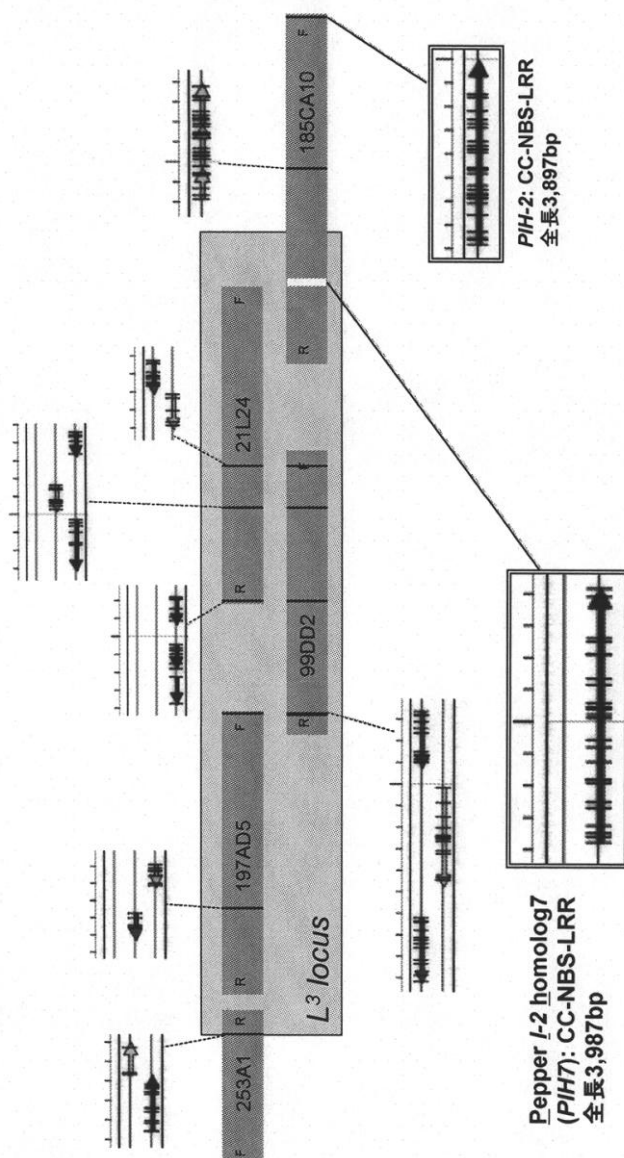 F
185CA10
R
PIH-2: CC-NBS-LRR
全長3,897bp
F
21L24
R
F
99DD2
R
F
197AD5
R
L³ locus
R
253A1
F
Pepper I-2 homolog7
(PIH7): CC-NBS-LRR
全長3,987bp